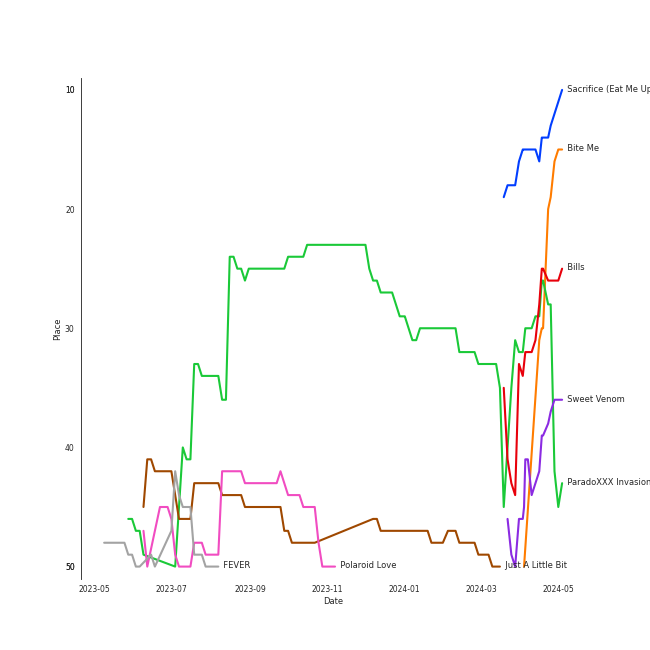 10
Sacrifice (Eat Me Up
Bite Me
20
Bills
30
Place
Sweet Venom
40
ParadoXXX Invasion
50
FEVER
Polaroid Love
Just A Little Bit
2023-05
2023-07
2023-09
2023-11
2024-01
2024-03
2024-05
Date